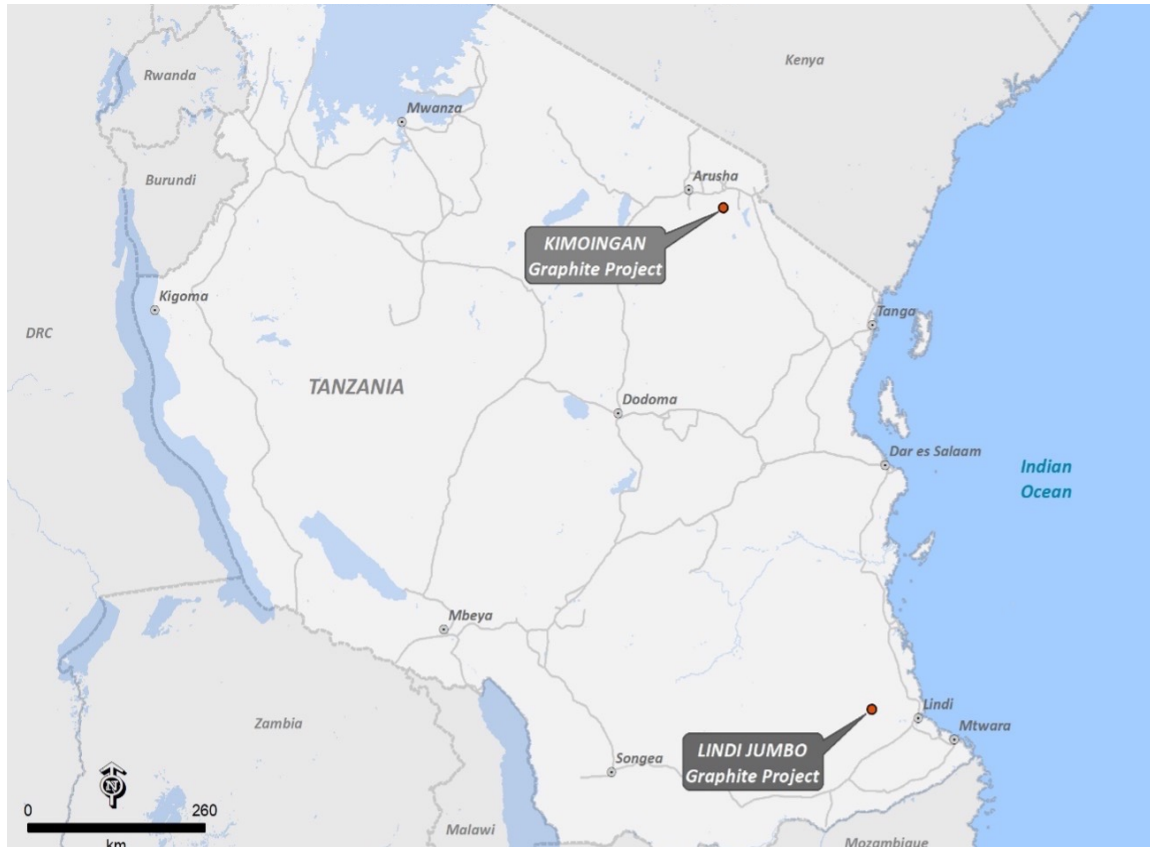 Kenya
Rwanda
Mwanza
Burundi
Arusha
KIMOINGAN
Graphite Project
Kigoma
Tanga
DRC
TANZANIA
Dodoma
Dar es Salaam
Indian
Ocean
Mbeya
Lindi
Zambia
Mtwara
LINDI JUMBO
Graphite Project
Songea
N
0 260
km
Malawi
Mozambique